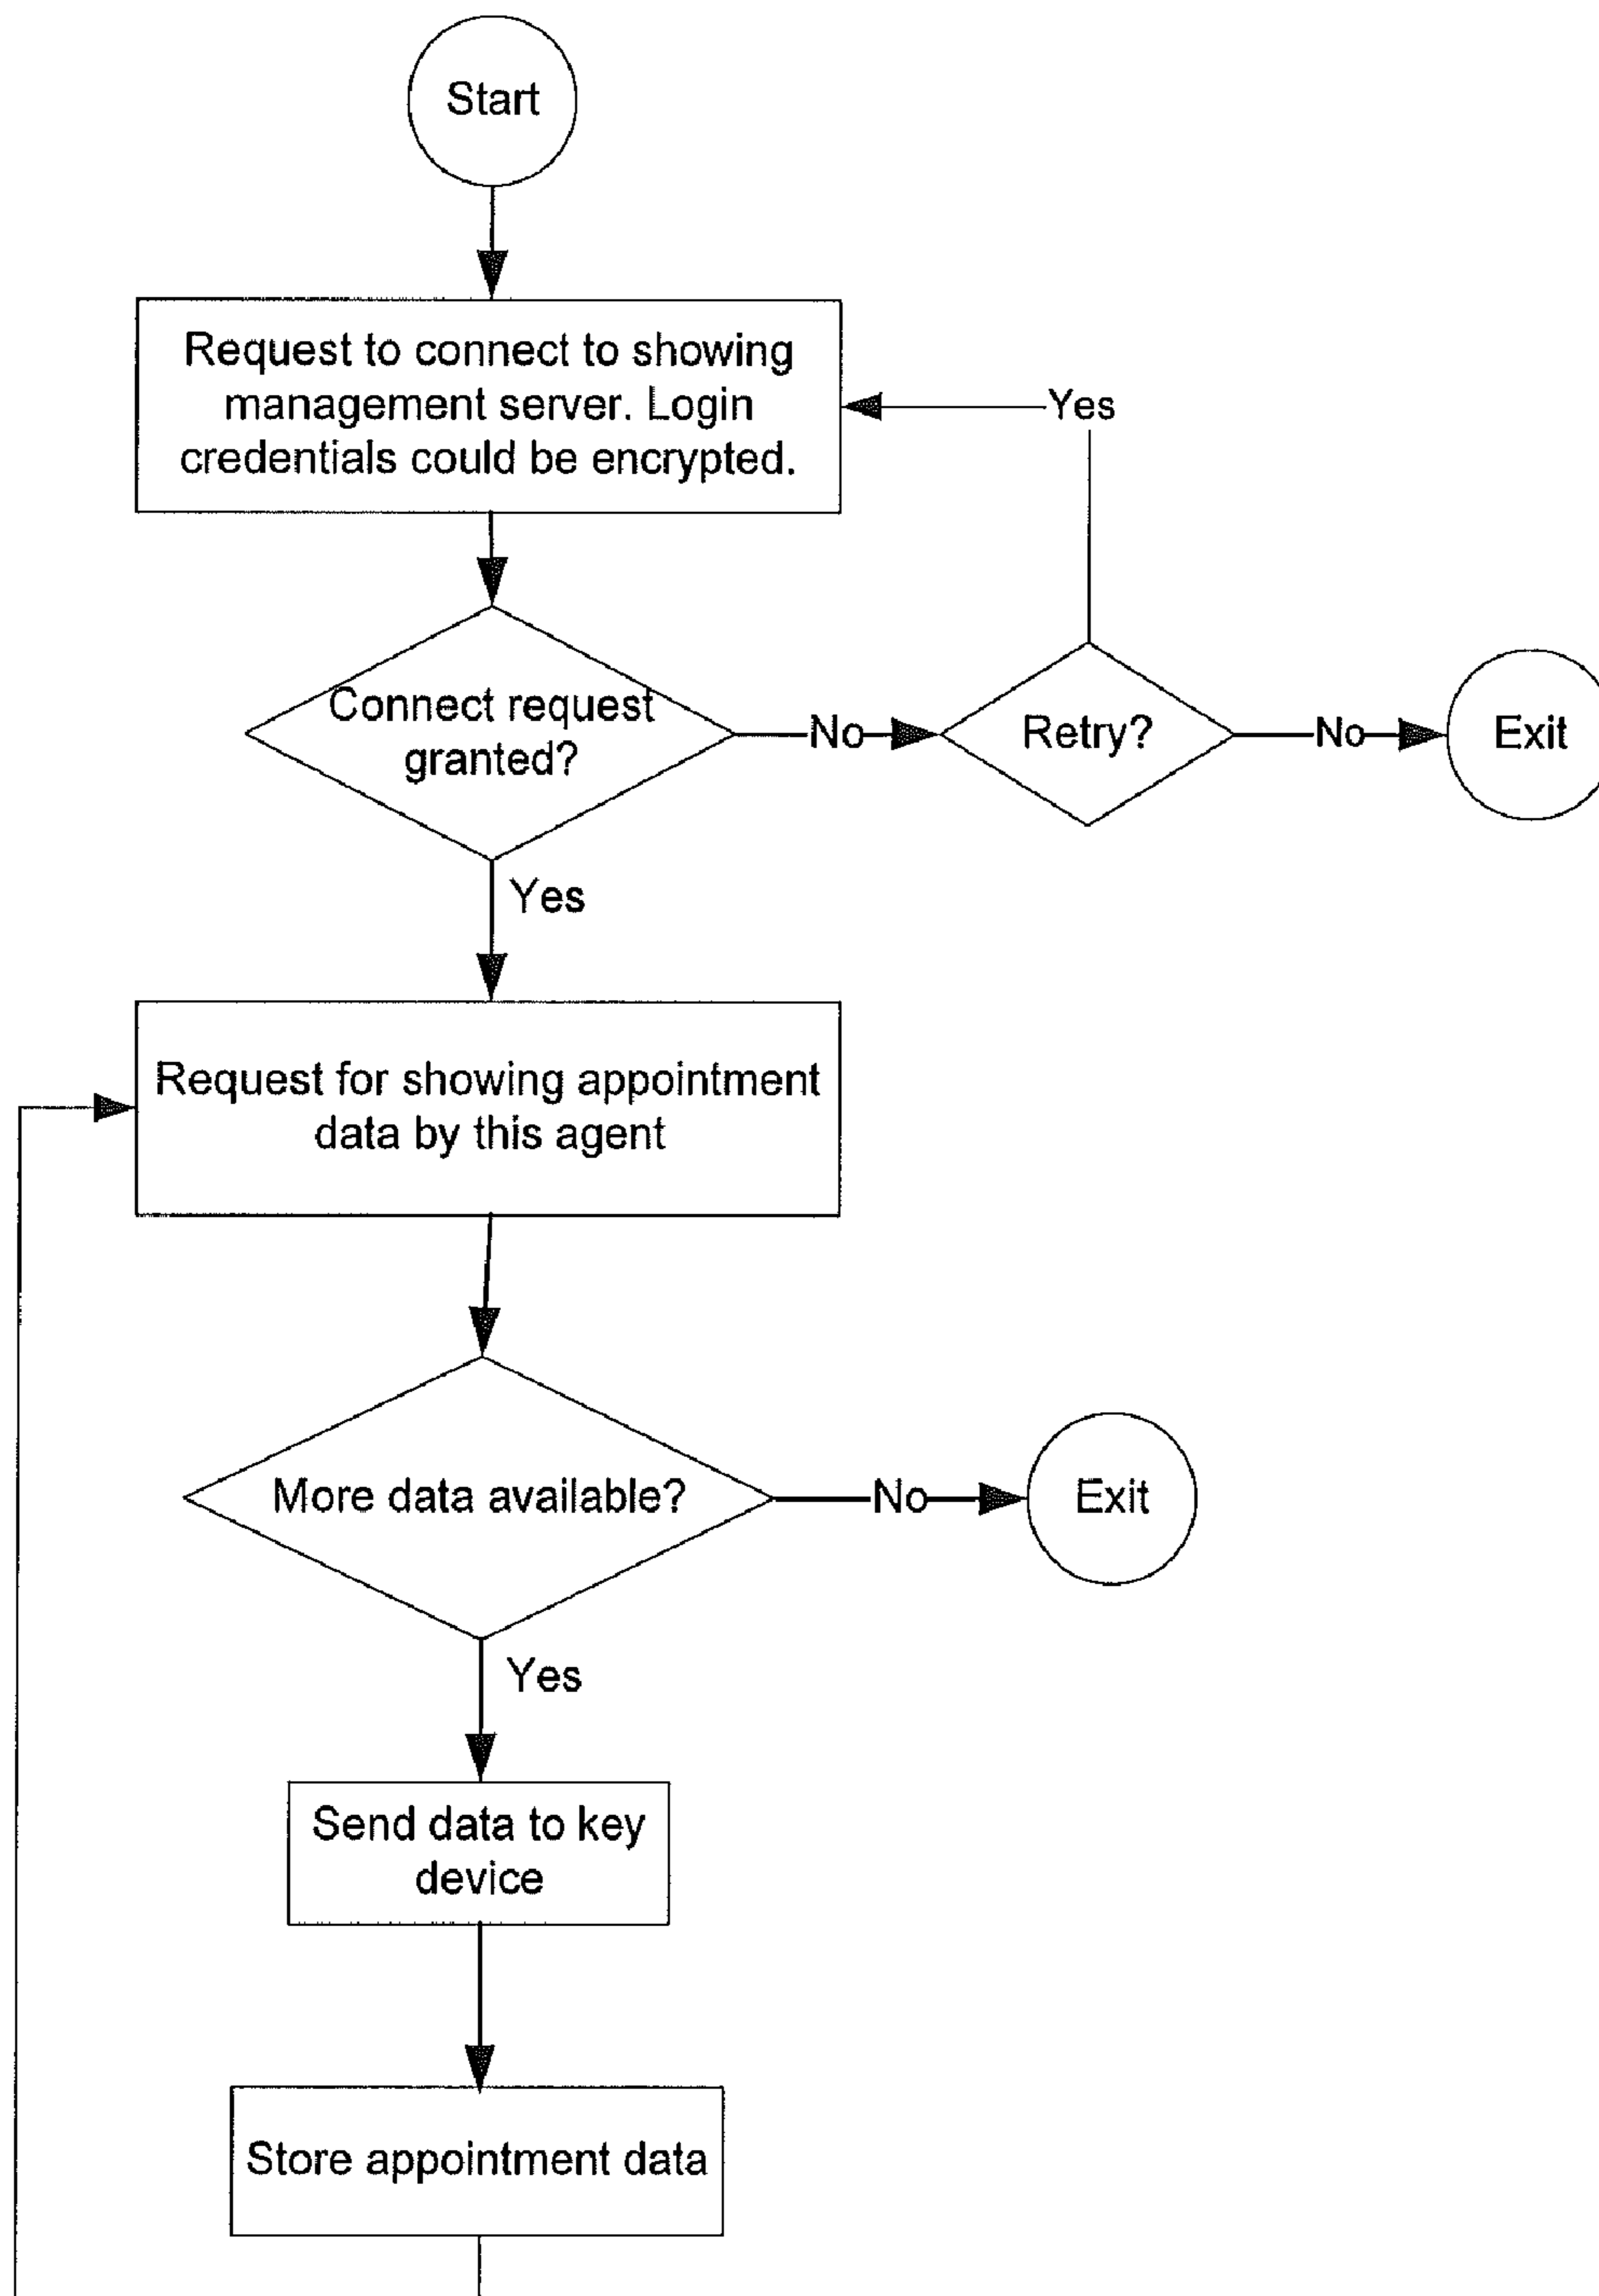 Start
Request to connect to showing
management server. Login
credentials could be encrypted.
Yes
Connect request
granted?
No
Retry?
No
Exit
Yes
Request for showing appointment
data by this agent
More data available?
No
Exit
Yes
Send data to key
device
Store appointment data